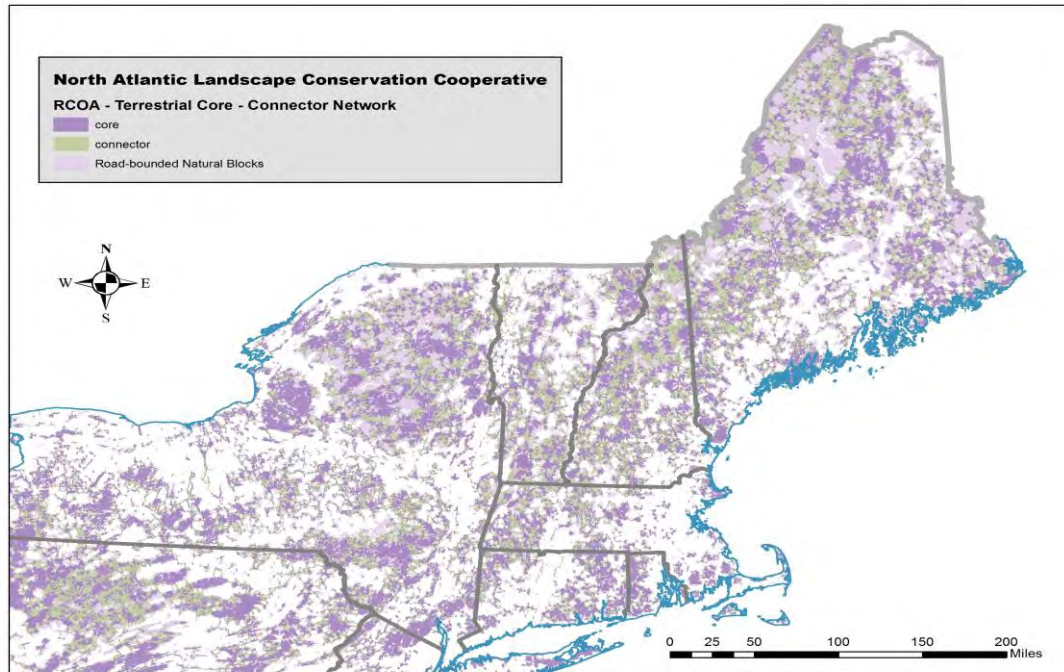 North Atlantic Landscape Conservation Cooperative
RCOA - Terrestrial Core - Connector Network
core
connector
Road-bounded Natural Blocks
N
W E
S
0 25 50 100 150 200
Miles